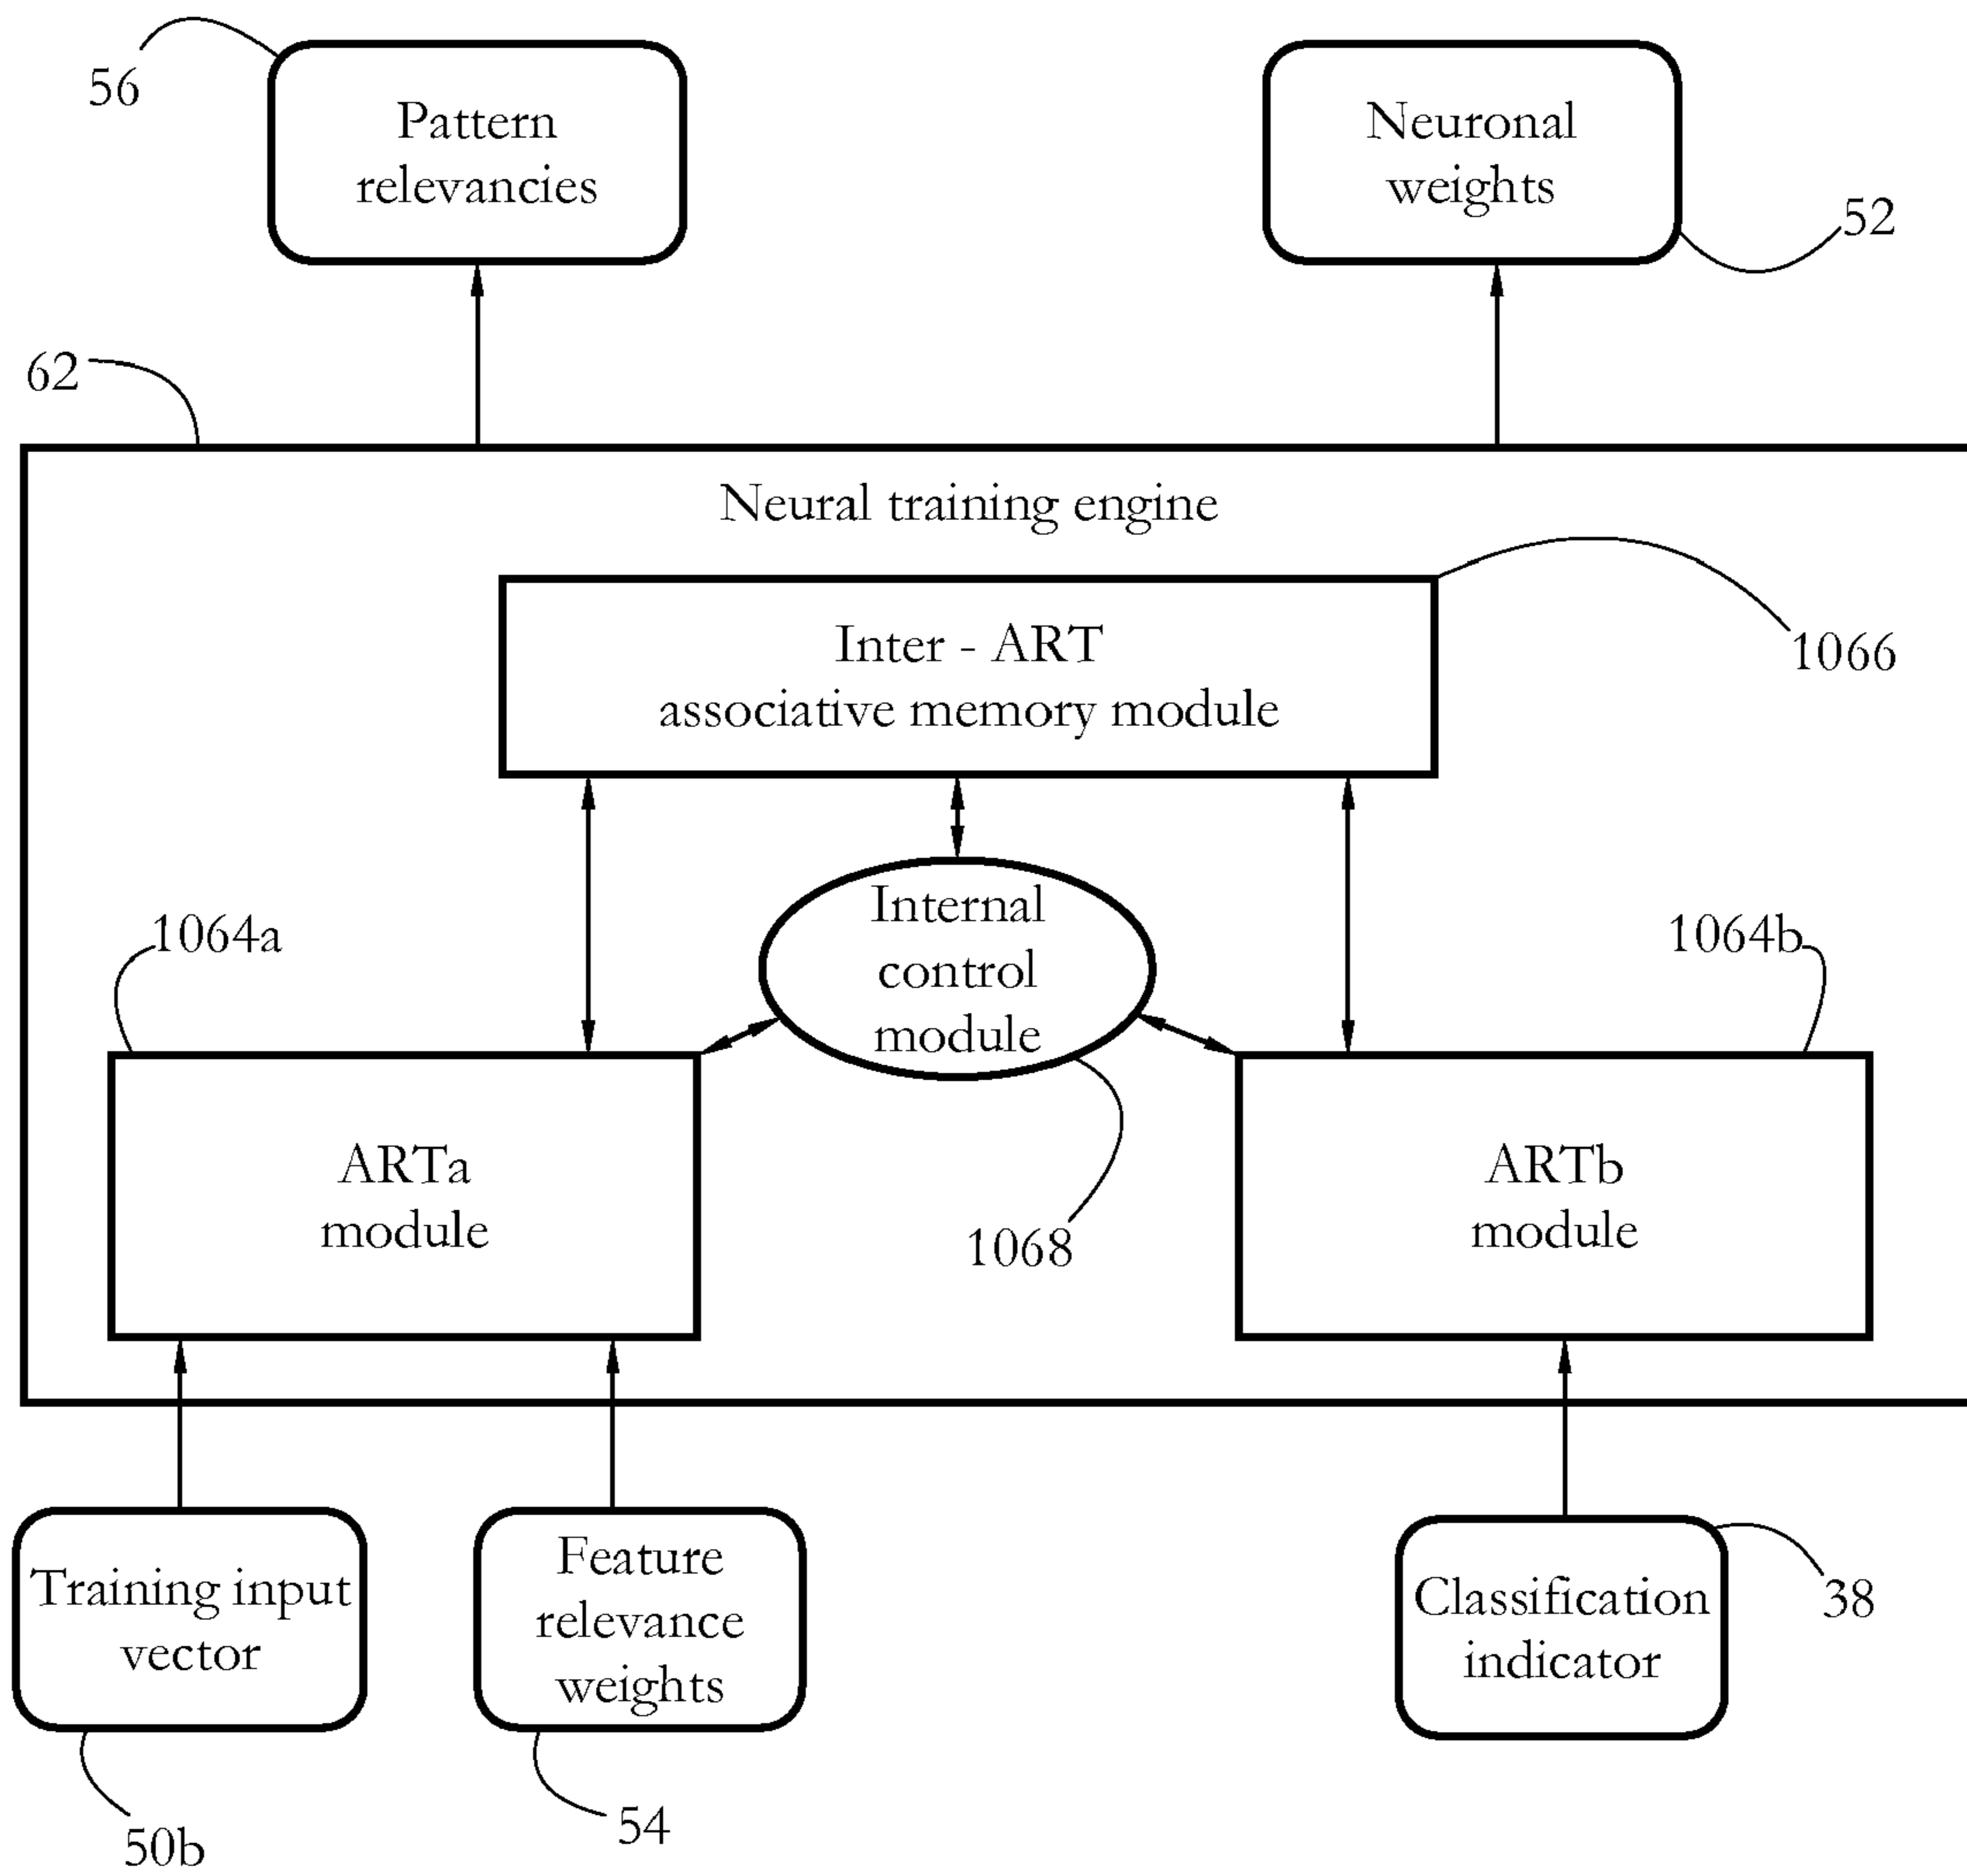 56
Pattern
relevancies
Neuronal
weights
52
62
Neural training engine
Inter - ART
associative memory module
1066
Internal
control
module
1064a
1064b
ARTa
module
1068
ARTb
module
Training input
vector
Feature
relevance
weights
Classification
indicator
38
50b
54